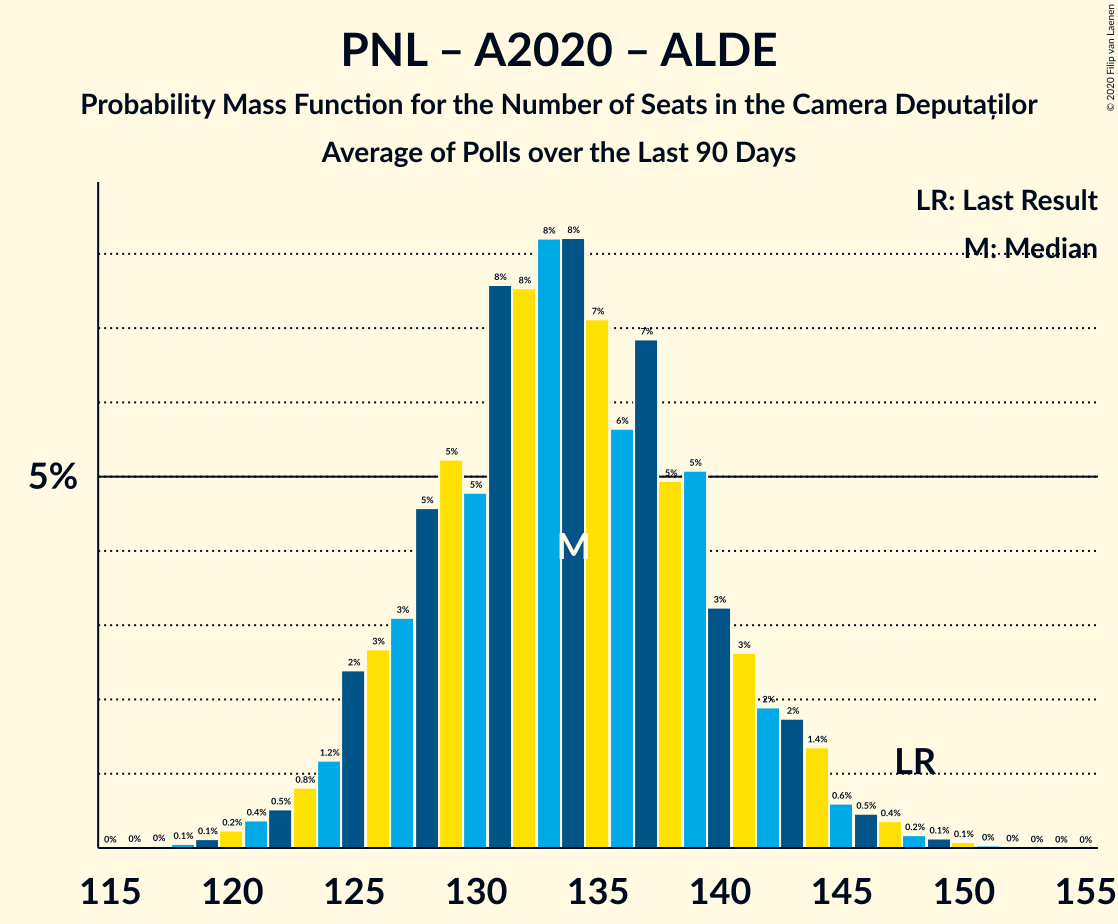 PNL – A2020 – ALDE
Probability Mass Function for the Number of Seats in the Camera Deputaților
Average of Polls over the Last 90 Days
© 2020 Filip van Laenen
LR: Last Result
M: Median
5%
0% 0% 0% 0.1% 0.1% 0.2% 0.4% 0.5% 0.8% 1.2% 2% 3% 3% 5% 5% 5% 8% 8% 8% 8% 7% 6% 7% 5% 5% 3% 3% 2% 2% 1.4% 0.6% 0.5% 0.4% 0.2% 0.1% 0.1% 0% 0% 0% 0% 0%
M
LR
115 120 125 130 135 140 145 150 155